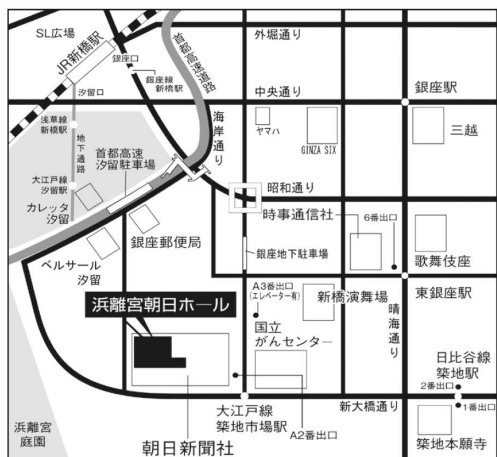 SL広場
JR新橋駅
銀座口
銀座線
新橋駅
汐留口
首都高速道路
外堀通り
中央通り
銀座駅
浅草線
新橋駅
地下通路
海岸通り
ヤマハ
GINZA SIX
三越
首都高速
汐留駐車場
大江戸線
汐留駅
カレッタ
汐留
昭和通り
時事通信社
6番出口
銀座郵便局
銀座地下駐車場
歌舞伎座
ベルサール
汐留
A3番出口
(エレベーター有)
新橋演舞場
晴海通り
東銀座駅
浜離宮朝日ホール
国立
がんセンター
日比谷線
築地駅
2番出口
大江戸線
築地市場駅
新大橋通り
1番出口
浜離宮
庭園
朝日新聞社
A2番出口
築地本願寺